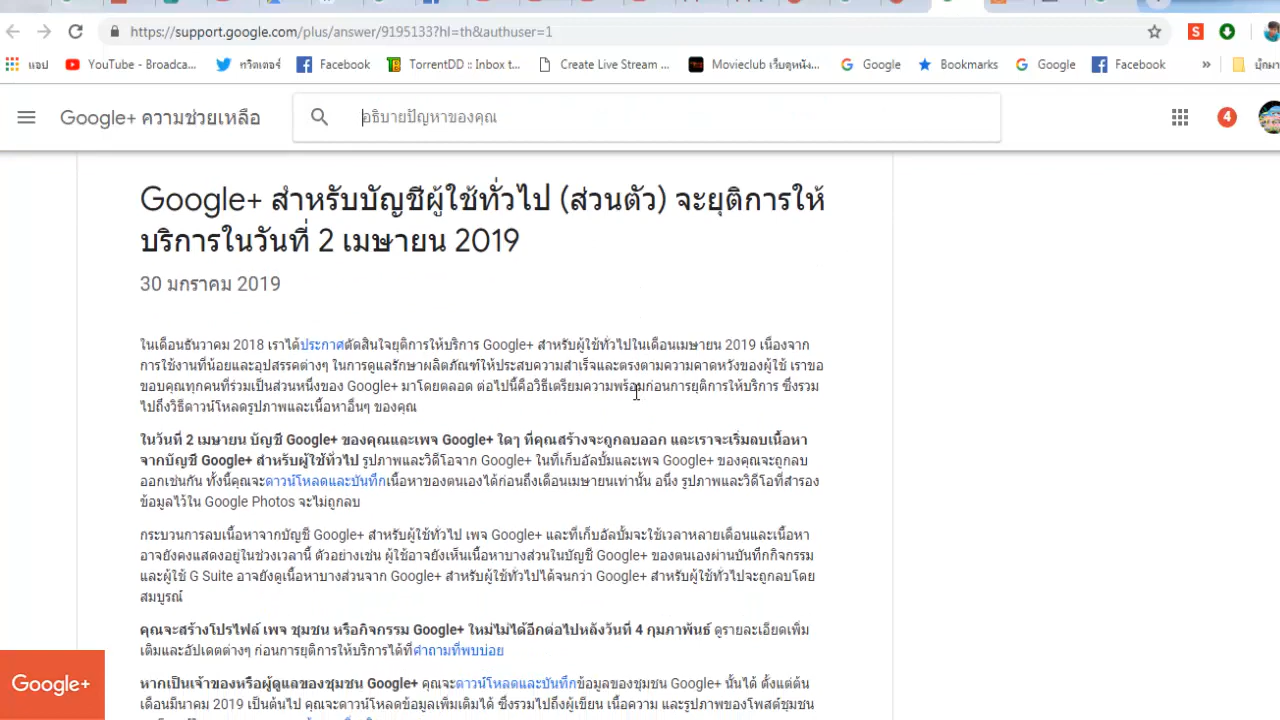 https://support.google.com/plus/answer/9195133?hl=th&authuser=1
แอป YouTube - Broadca... ทวิตเตอร์ Facebook TorrentDD :: Inbox t... Create Live Stream ... Movieclub เว็บดูหนัง... Google Bookmarks Google Facebook » บุ๊กมา
Google+ ความช่วยเหลือ อธิบายปัญหาของคุณ 4
Google+ สำหรับบัญชีผู้ใช้ทั่วไป (ส่วนตัว) จะยุติการให้
บริการในวันที่ 2 เมษายน 2019
30 มกราคม 2019
ในเดือนธันวาคม 2018 เราได้ประกาศตัดสินใจยุติการให้บริการ Google+ สำหรับผู้ใช้ทั่วไปในเดือนเมษายน 2019 เนื่องจาก
การใช้งานที่น้อยและอุปสรรคต่างๆ ในการดูแลรักษาผลิตภัณฑ์ให้ประสบความสำเร็จและตรงตามความคาดหวังของผู้ใช้ เราขอ
ขอบคุณทุกคนที่ร่วมเป็นส่วนหนึ่งของ Google+ มาโดยตลอด ต่อไปนี้คือวิธีเตรียมความพร้อมก่อนการยุติการให้บริการ ซึ่งรวม
ไปถึงวิธีดาวน์โหลดรูปภาพและเนื้อหาอื่นๆ ของคุณ
ในวันที่ 2 เมษายน บัญชี Google+ ของคุณและเพจ Google+ ใดๆ ที่คุณสร้างจะถูกลบออก และเราจะเริ่มลบเนื้อหา
จากบัญชี Google+ สำหรับผู้ใช้ทั่วไป รูปภาพและวิดีโอจาก Google+ ในที่เก็บอัลบั้มและเพจ Google+ ของคุณจะถูกลบ
ออกเช่นกัน ทั้งนี้คุณจะดาวน์โหลดและบันทึกเนื้อหาของตนเองได้ก่อนถึงเดือนเมษายนเท่านั้น อนึ่ง รูปภาพและวิดีโอที่สำรอง
ข้อมูลไว้ใน Google Photos จะไม่ถูกลบ
กระบวนการลบเนื้อหาจากบัญชี Google+ สำหรับผู้ใช้ทั่วไป เพจ Google+ และที่เก็บอัลบั้มจะใช้เวลาหลายเดือนและเนื้อหา
อาจยังคงแสดงอยู่ในช่วงเวลานี้ ตัวอย่างเช่น ผู้ใช้อาจยังเห็นเนื้อหาบางส่วนในบัญชี Google+ ของตนเองผ่านบันทึกกิจกรรม
และผู้ใช้ G Suite อาจยังดูเนื้อหาบางส่วนจาก Google+ สำหรับผู้ใช้ทั่วไปได้จนกว่า Google+ สำหรับผู้ใช้ทั่วไปจะถูกลบโดย
สมบูรณ์
คุณจะสร้างโปรไฟล์ เพจ ชุมชน หรือกิจกรรม Google+ ใหม่ไม่ได้อีกต่อไปหลังวันที่ 4 กุมภาพันธ์ ดูรายละเอียดเพิ่ม
เติมและอัปเดตต่างๆ ก่อนการยุติการให้บริการได้ที่คำถามที่พบบ่อย
หากเป็นเจ้าของหรือผู้ดูแลของชุมชน Google+ คุณจะดาวน์โหลดและบันทึกข้อมูลของชุมชน Google+ นั้นได้ ตั้งแต่ต้น
เดือนมีนาคม 2019 เป็นต้นไป คุณจะดาวน์โหลดข้อมูลเพิ่มเติมได้ ซึ่งรวมไปถึงผู้เขียน เนื้อความ และรูปภาพของโพสต์ชุมชน
Google+